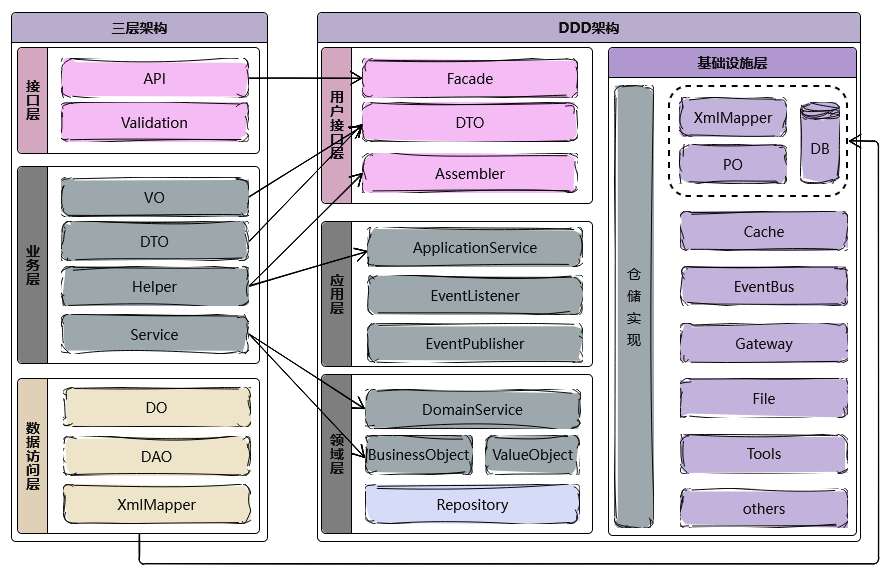 三层架构
接口层
API
Validation
业务层
VO
DTO
Helper
Service
数据访问层
DO
DAO
XmlMapper
DDD架构
用户接口层
Facade
DTO
Assembler
应用层
ApplicationService
EventListener
EventPublisher
领域层
DomainService
BusinessObject
ValueObject
Repository
基础设施层
仓储实现
XmlMapper
PO
DB
Cache
EventBus
Gateway
File
Tools
others